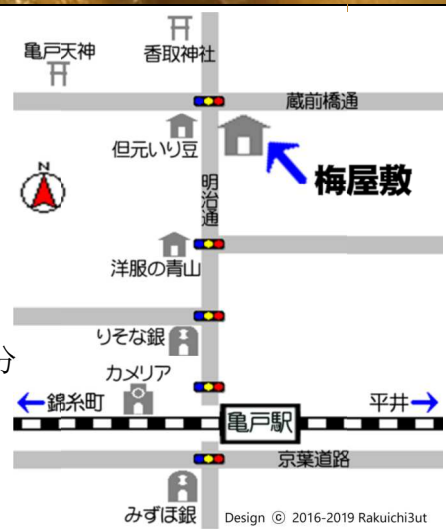 亀戸天神
香取神社
蔵前橋通
但元いり豆
梅屋敷
N
明治通
洋服の青山
りそな銀
分
カメリア
錦糸町
平井
亀戸駅
京葉道路
みずほ銀
Design © 2016-2019 Rakuichi3ut